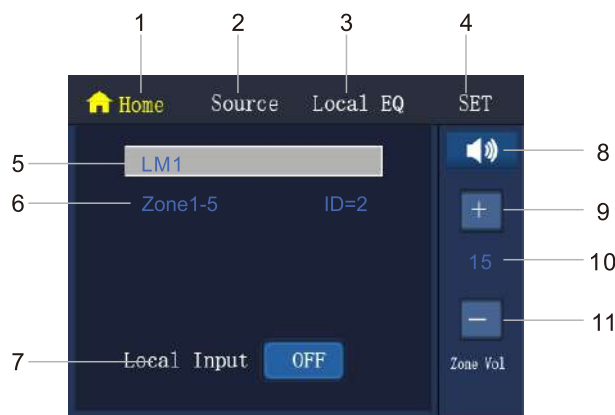 1 2 3 4
Home Source Local EQ SET
5 LM1 8
6 Zone1-5 ID=2 9
15 10
11
7 Local Input OFF Zone Vol